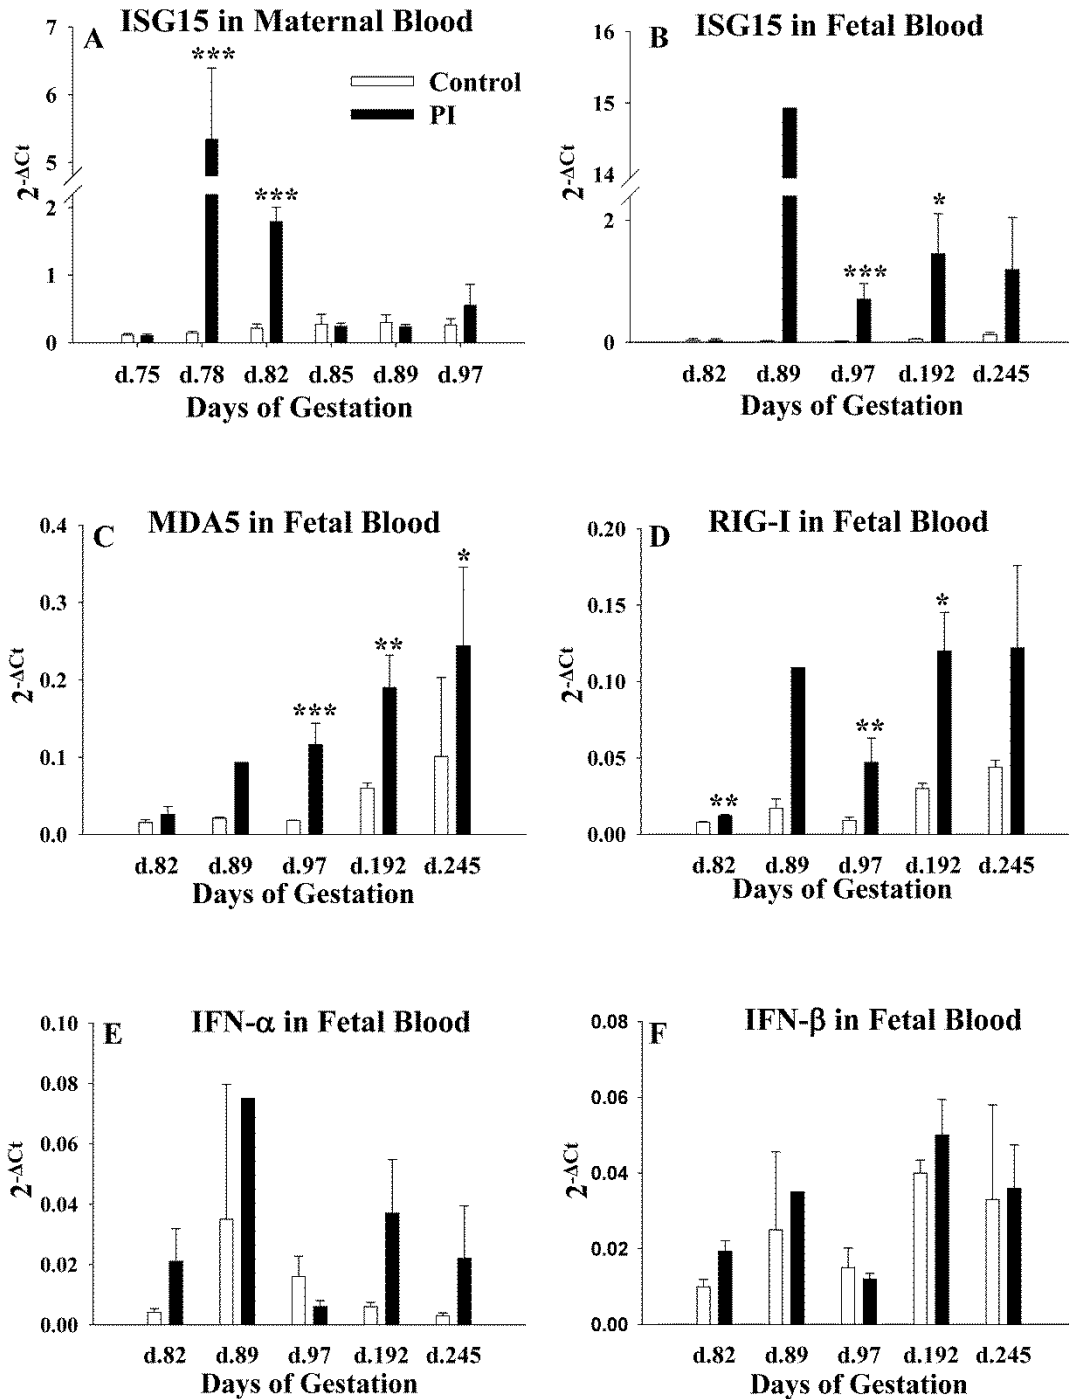 A ISG15 in Maternal Blood
7
***
Control
6
PI
5
2-ΔCt
***
2
1
0
d.75 d.78 d.82 d.85 d.89 d.97
Days of Gestation
B ISG15 in Fetal Blood
16
15
14
2-ΔCt
*
2
***
0
d.82 d.89 d.97 d.192 d.245
Days of Gestation
C MDA5 in Fetal Blood
0.4
*
0.3
**
2-ΔCt
0.2
***
0.1
0.0
d.82 d.89 d.97 d.192 d.245
Days of Gestation
D RIG-I in Fetal Blood
0.20
0.15
*
2-ΔCt
0.10
**
0.05
**
0.00
d.82 d.89 d.97 d.192 d.245
Days of Gestation
E IFN-α in Fetal Blood
0.10
0.08
0.06
2-ΔCt
0.04
0.02
0.00
d.82 d.89 d.97 d.192 d.245
Days of Gestation
F IFN-β in Fetal Blood
0.08
0.06
2-ΔCt
0.04
0.02
0.00
d.82 d.89 d.97 d.192 d.245
Days of Gestation